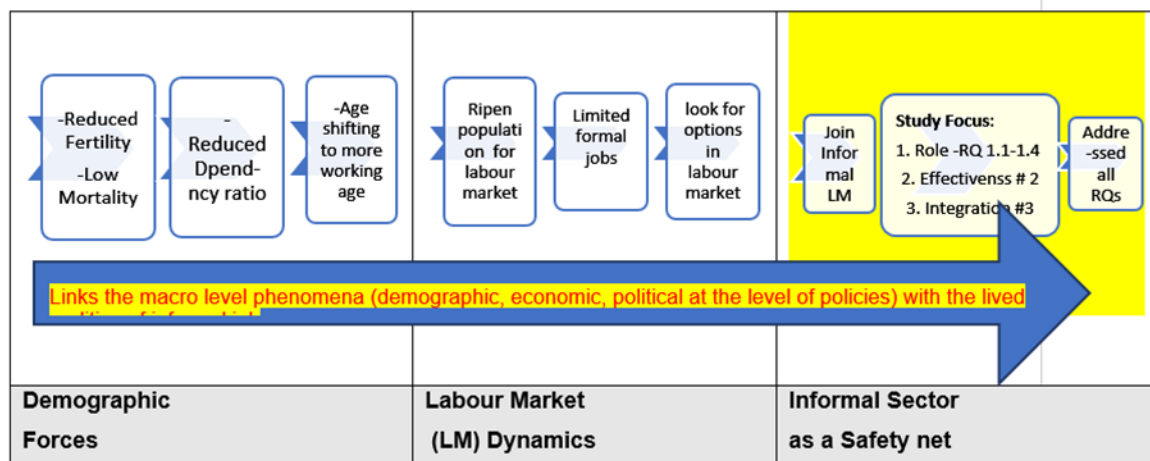 -Reduced
Fertility
-Low
Mortality
-
Reduced
Dpend-
ncy ratio
-Age
shifting
to more
working
age
Ripen
populati
on for
labour
market
Limited
formal
jobs
look for
options
in
labour
market
Join
Infor
mal
LM
Study Focus:
1. Role -RQ 1.1-1.4
2. Effectivenss # 2
3. Integration #3
Addre
-ssed
all
RQs
Links the macro level phenomena (demographic, economic, political at the level of policies) with the lived
Demographic
Forces
Labour Market
(LM) Dynamics
Informal Sector
as a Safety net